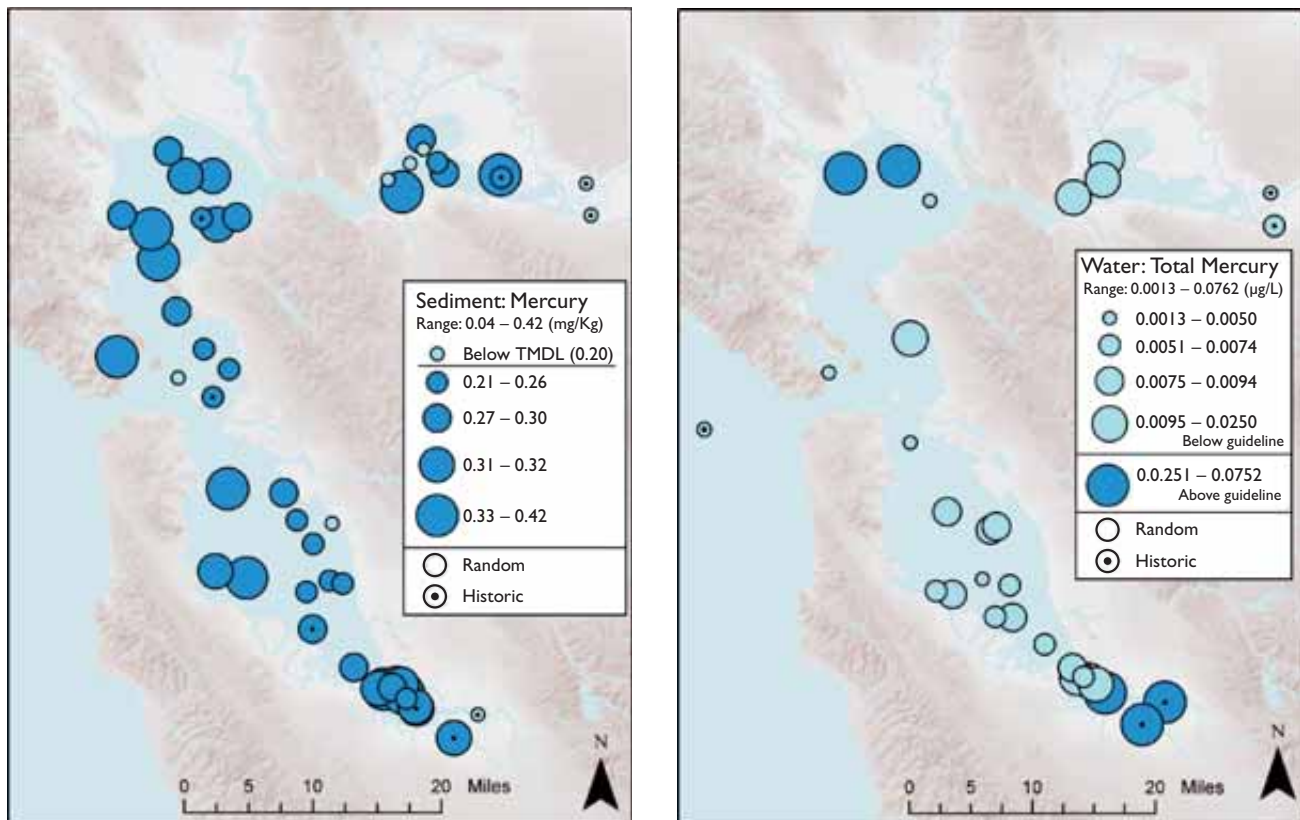 Sediment: Mercury
Range: 0.04 – 0.42 (mg/Kg)
Below TMDL (0.20)
0.21 – 0.26
0.27 – 0.30
0.31 – 0.32
0.33 – 0.42
Random
Historic
N
0 5 10 20 Miles
Water: Total Mercury
Range: 0.0013 – 0.0762 (µg/L)
0.0013 – 0.0050
0.0051 – 0.0074
0.0075 – 0.0094
0.0095 – 0.0250
Below guideline
0.0.251 – 0.0752
Above guideline
Random
Historic
N
0 5 10 20 Miles